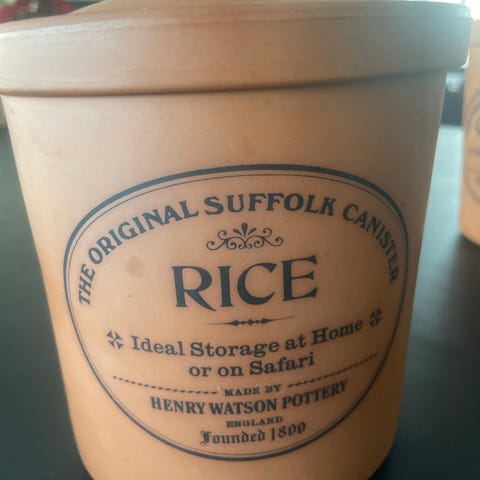 THE ORIGINAL SUFFOLK CANISTER
RICE
Ideal Storage at Home
or on Safari
MADE BY
HENRY WATSON POTTERY
ENGLAND
Founded 1800